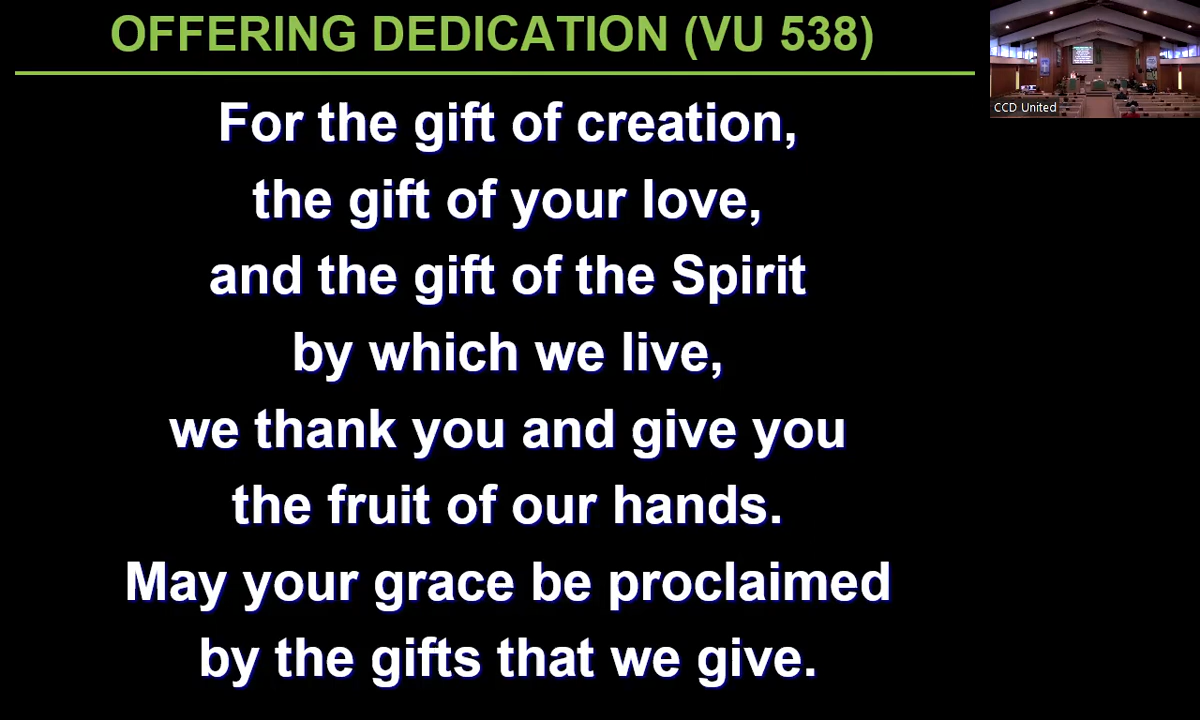 OFFERING DEDICATION (VU 538)
For the gift of creation,
the gift of your love,
and the gift of the Spirit
by which we live,
we thank you and give you
the fruit of our hands.
May your grace be proclaimed
by the gifts that we give.
CCD United